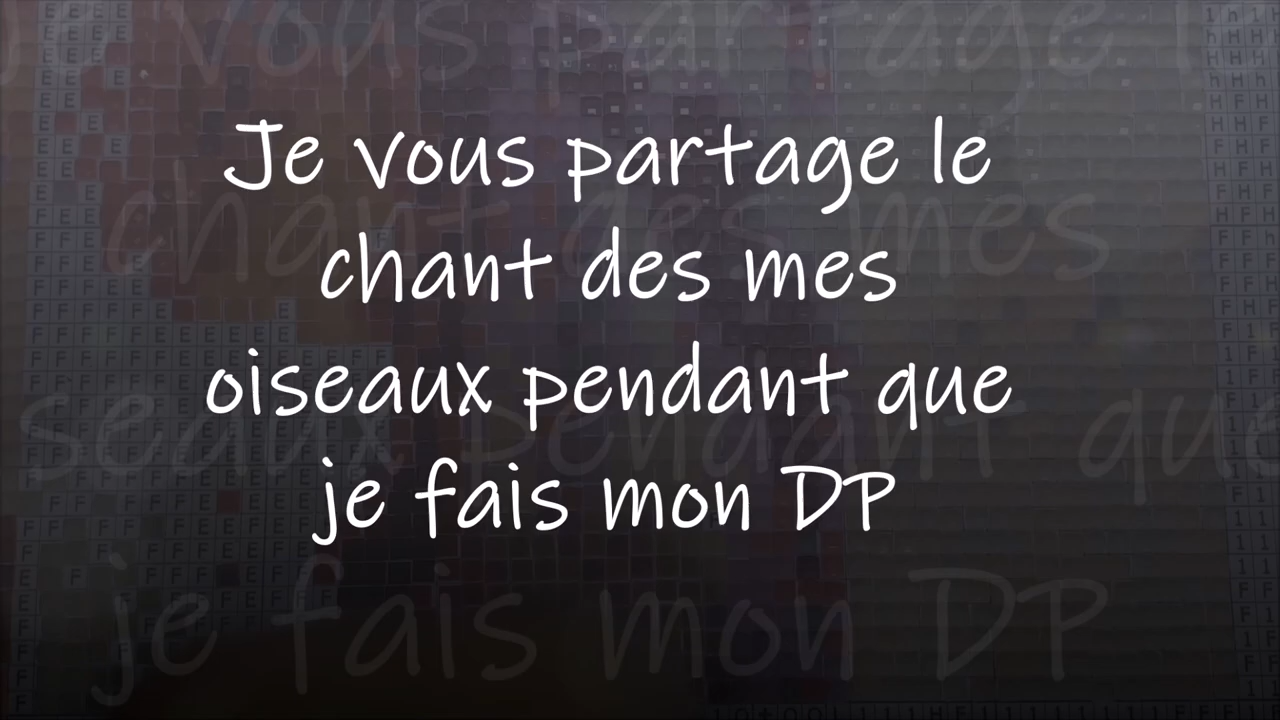 Je vous partage le
chant des mes
oiseaux pendant que
je fais mon DP